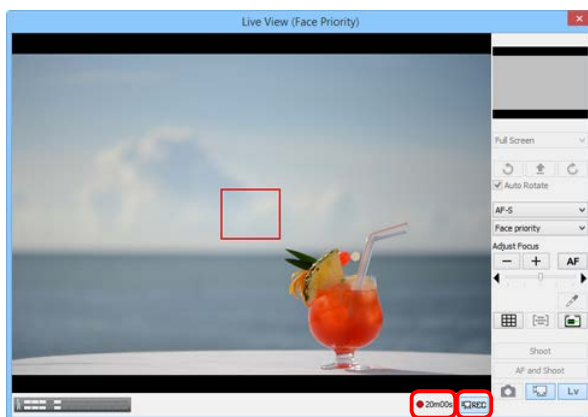 Live View (Face Priority)
Full Screen
Auto Rotate
AF-S
Face priority
Adjust Focus
− + AF
Shoot
AF and Shoot
20m00s REC Lv